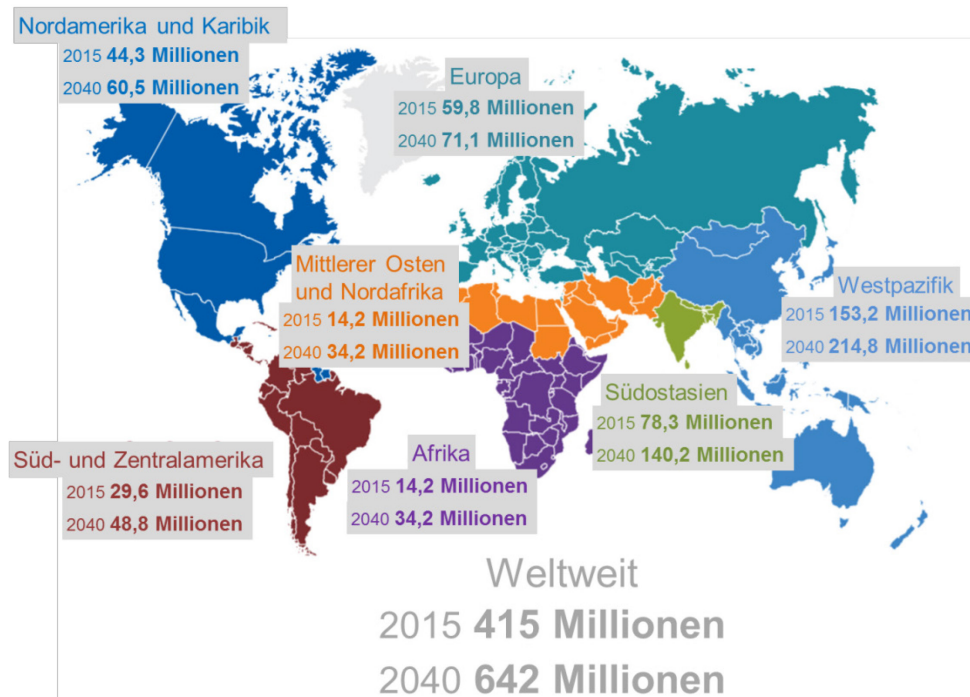 Nordamerika und Karibik
2015 44,3 Millionen
2040 60,5 Millionen
Europa
2015 59,8 Millionen
2040 71,1 Millionen
Mittlerer Osten
und Nordafrika
2015 14,2 Millionen
2040 34,2 Millionen
Westpazifik
2015 153,2 Millionen
2040 214,8 Millionen
Südostasien
2015 78,3 Millionen
2040 140,2 Millionen
Süd- und Zentralamerika
2015 29,6 Millionen
2040 48,8 Millionen
Afrika
2015 14,2 Millionen
2040 34,2 Millionen
Weltweit
2015 415 Millionen
2040 642 Millionen